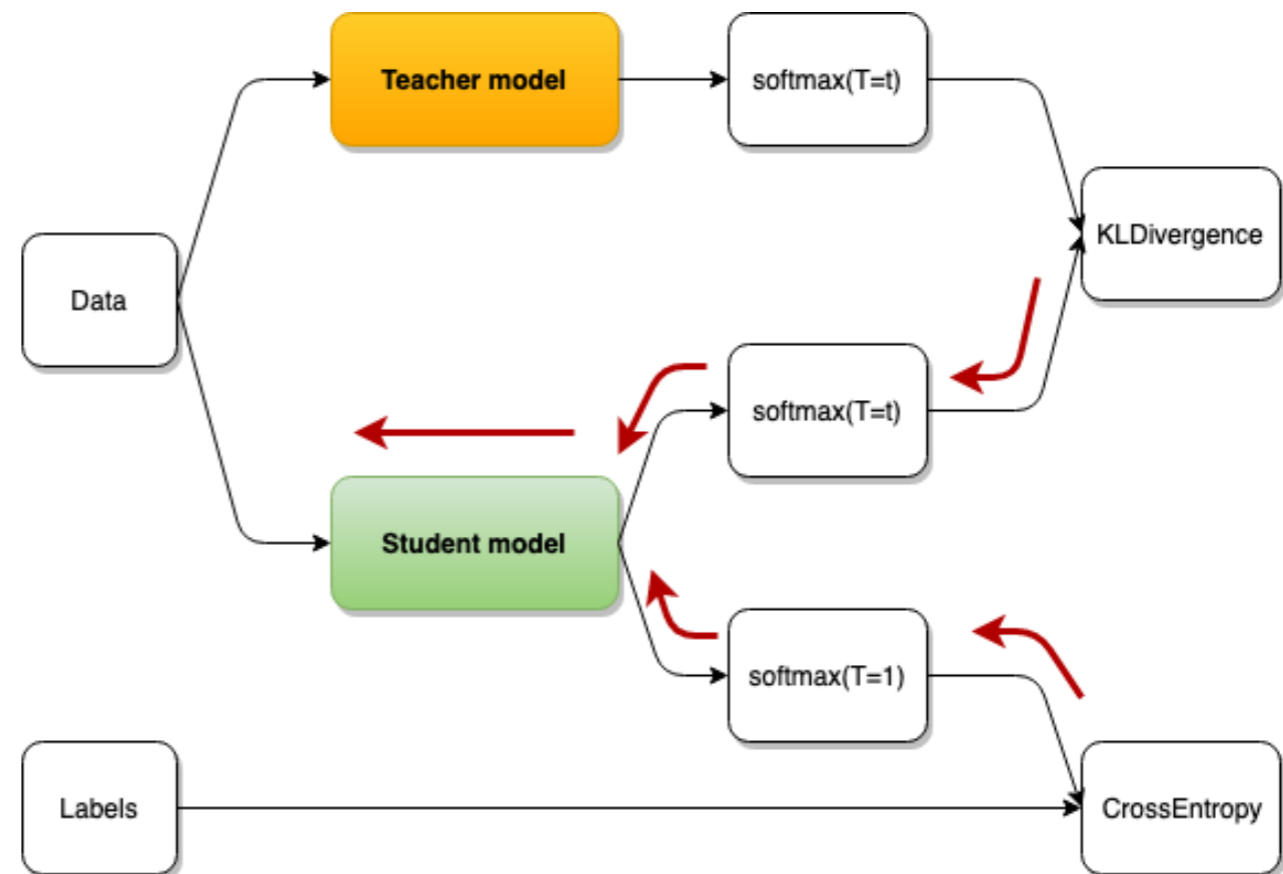 Teacher model
softmax(T=t)
KLDivergence
Data
softmax(T=t)
Student model
softmax(T=1)
Labels
CrossEntropy